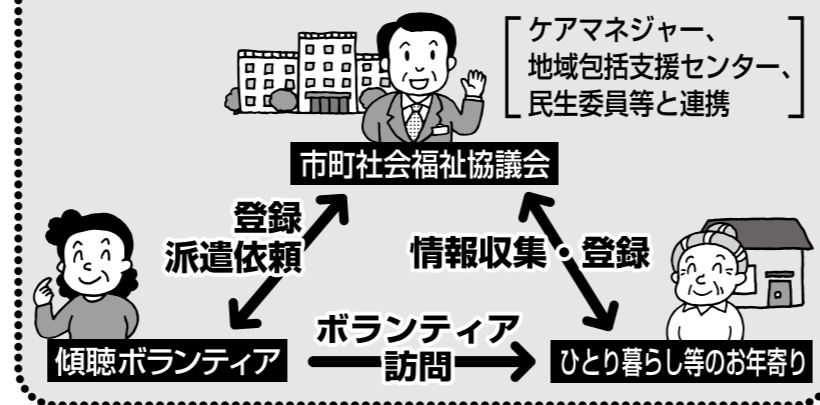 ケアマネジャー、
地域包括支援センター、
民生委員等と連携
市町社会福祉協議会
登録
派遣依頼
情報収集・登録
ボランティア
訪問
傾聴ボランティア
ひとり暮らし等のお年寄り